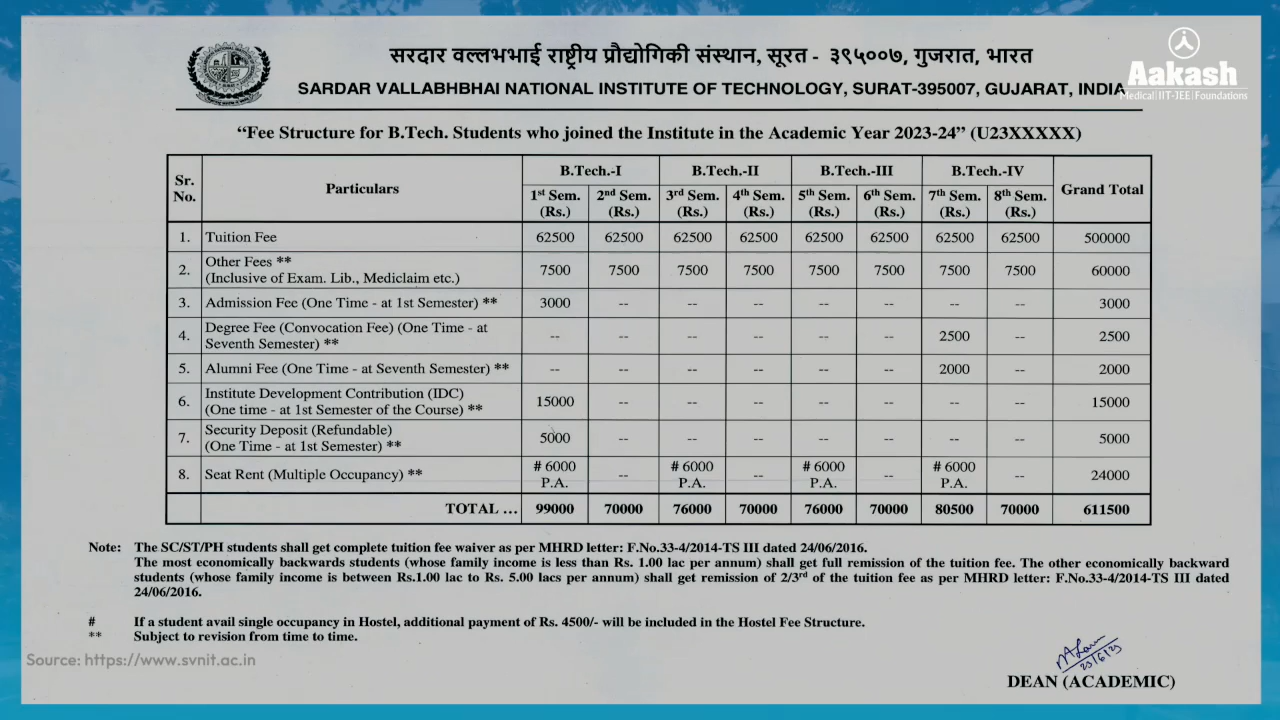 सरदार वल्लभभाई राष्ट्रीय प्रौद्योगिकी संस्थान, सूरत - ३९५००७, गुजरात, भारत
SARDAR VALLABHBHAI NATIONAL INSTITUTE OF TECHNOLOGY, SURAT-395007, GUJARAT, INDIA
Aakash
Medical|IIT-JEE|Foundations
“Fee Structure for B.Tech. Students who joined the Institute in the Academic Year 2023-24” (U23XXXXX)
Sr. No. Particulars B.Tech.-I B.Tech.-II B.Tech.-III B.Tech.-IV Grand Total
1st Sem. (Rs.) 2nd Sem. (Rs.) 3rd Sem. (Rs.) 4th Sem. (Rs.) 5th Sem. (Rs.) 6th Sem. (Rs.) 7th Sem. (Rs.) 8th Sem. (Rs.)
1. Tuition Fee 62500 62500 62500 62500 62500 62500 62500 62500 500000
2. Other Fees ** (Inclusive of Exam. Lib., Mediclaim etc.) 7500 7500 7500 7500 7500 7500 7500 7500 60000
3. Admission Fee (One Time - at 1st Semester) ** 3000 -- -- -- -- -- -- -- 3000
4. Degree Fee (Convocation Fee) (One Time - at Seventh Semester) ** -- -- -- -- -- -- 2500 -- 2500
5. Alumni Fee (One Time - at Seventh Semester) ** -- -- -- -- -- -- 2000 -- 2000
6. Institute Development Contribution (IDC) (One time - at 1st Semester of the Course) ** 15000 -- -- -- -- -- -- -- 15000
7. Security Deposit (Refundable) (One Time - at 1st Semester) ** 5000 -- -- -- -- -- -- -- 5000
8. Seat Rent (Multiple Occupancy) ** # 6000 P.A. -- # 6000 P.A. -- # 6000 P.A. -- # 6000 P.A. -- 24000
TOTAL ... 99000 70000 76000 70000 76000 70000 80500 70000 611500
Note: The SC/ST/PH students shall get complete tuition fee waiver as per MHRD letter: F.No.33-4/2014-TS III dated 24/06/2016.
The most economically backwards students (whose family income is less than Rs. 1.00 lac per annum) shall get full remission of the tuition fee. The other economically backward
students (whose family income is between Rs.1.00 lac to Rs. 5.00 lacs per annum) shall get remission of 2/3rd of the tuition fee as per MHRD letter: F.No.33-4/2014-TS III dated
24/06/2016.
# If a student avail single occupancy in Hostel, additional payment of Rs. 4500/- will be included in the Hostel Fee Structure.
** Subject to revision from time to time.
Source: https://www.svnit.ac.in
23/6/23
DEAN (ACADEMIC)